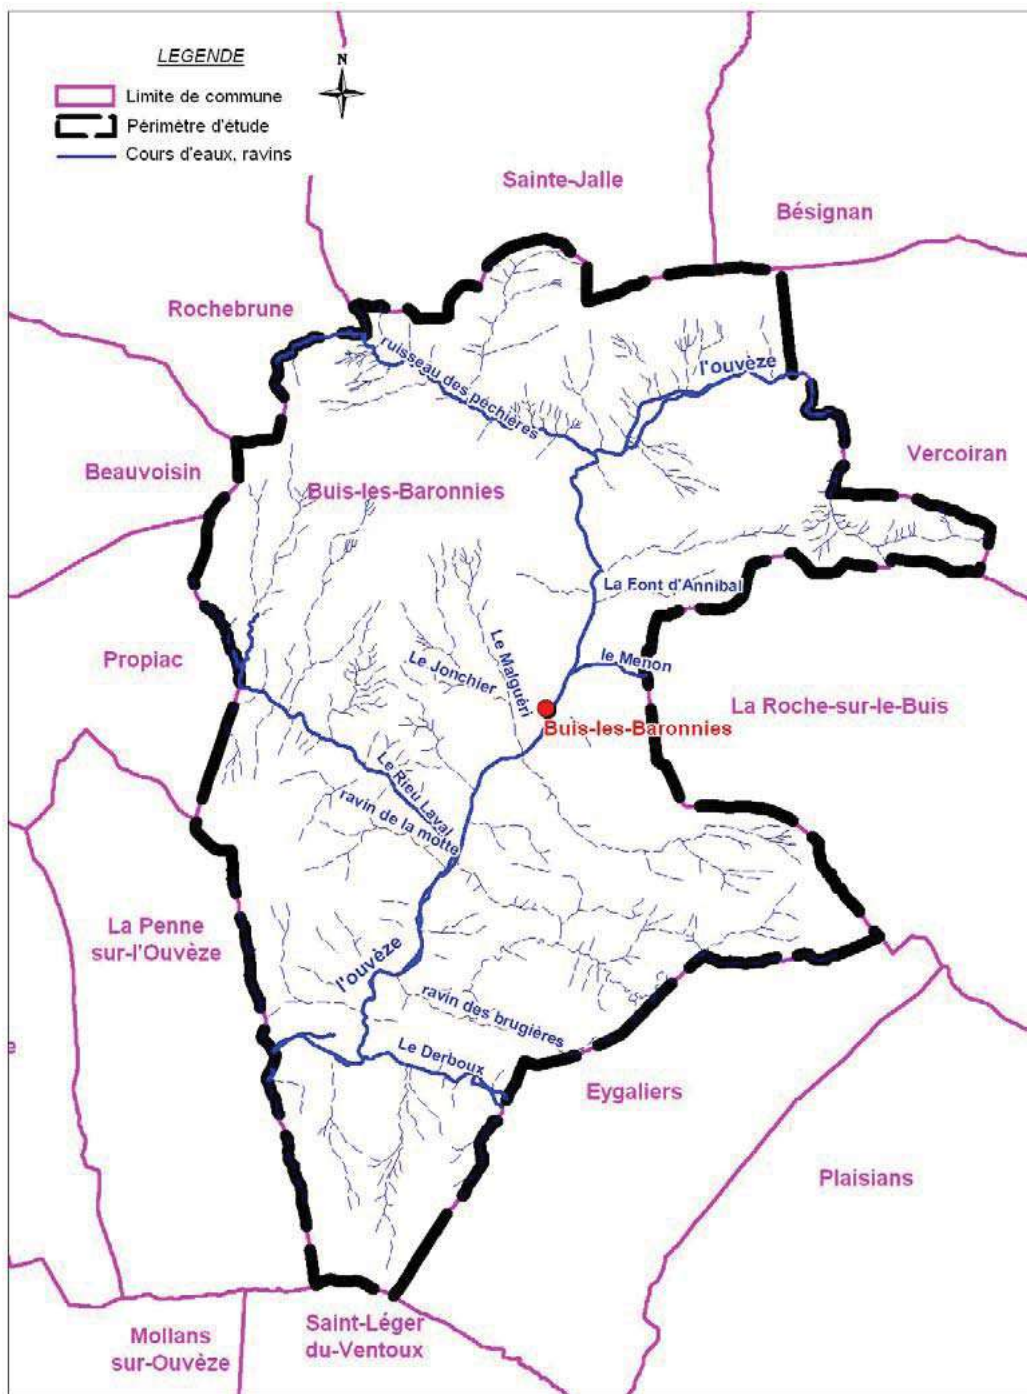 LEGENDE
N
Limite de commune
Périmètre d'étude
Cours d'eaux, ravins
Sainte-Jalle
Bésignan
Rochebrune
ruisseau des pêchières
l'ouvèze
Beauvoisin
Vercoiran
Buis-les-Baronnies
La Font d'Annibal
Propiac
Le Jonchier
Le Malguéri
le Menon
La Roche-sur-le-Buis
Buis-les-Baronnies
Le Rieu Laval
ravin de la motte
La Penne
sur-l'Ouvèze
l'ouvèze
ravin des brugières
e
Le Derboux
Eygaliers
Plaisians
Mollans
sur-Ouvèze
Saint-Léger
du-Ventoux